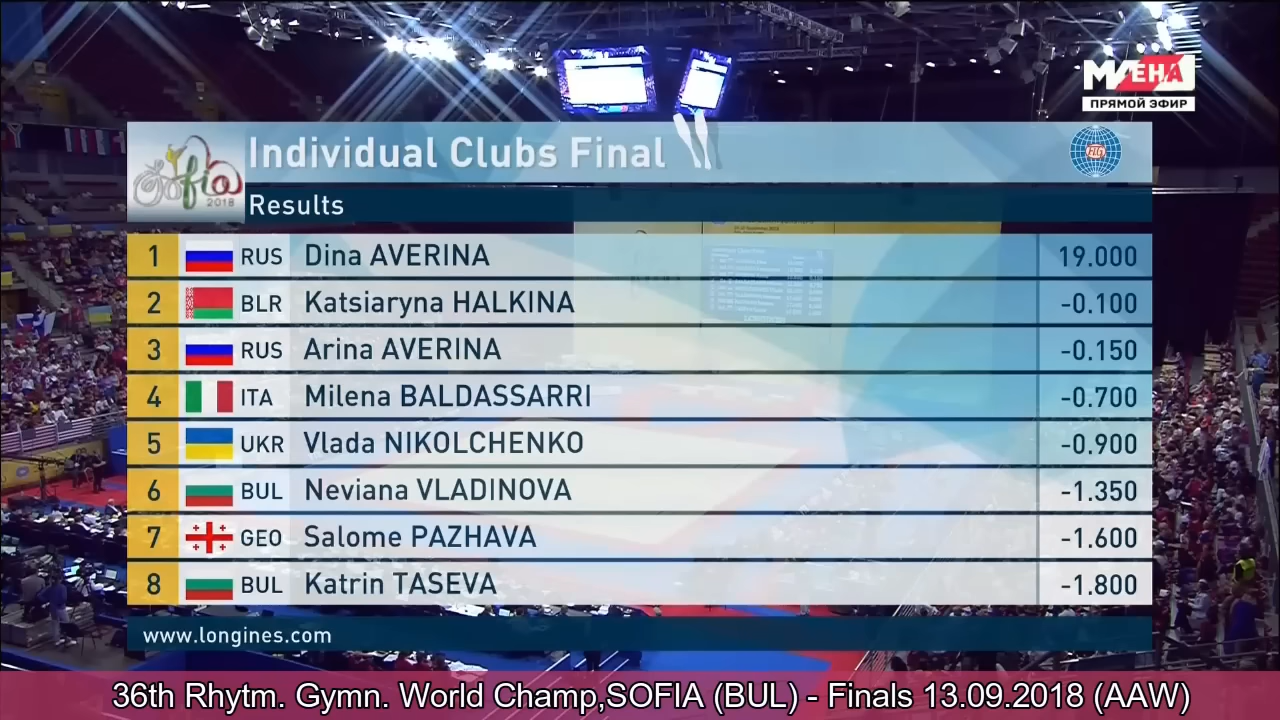 МАТЧ АРЕНА
ПРЯМОЙ ЭФИР
Individual Clubs Final
FIG
Sofia
2018
Results
1 RUS Dina AVERINA 19.000
2 BLR Katsiaryna HALKINA -0.100
3 RUS Arina AVERINA -0.150
4 ITA Milena BALDASSARRI -0.700
5 UKR Vlada NIKOLCHENKO -0.900
6 BUL Neviana VLADINOVA -1.350
7 GEO Salome PAZHAVA -1.600
8 BUL Katrin TASEVA -1.800
www.longines.com
36th Rhytm. Gymn. World Champ,SOFIA (BUL) - Finals 13.09.2018 (AAW)